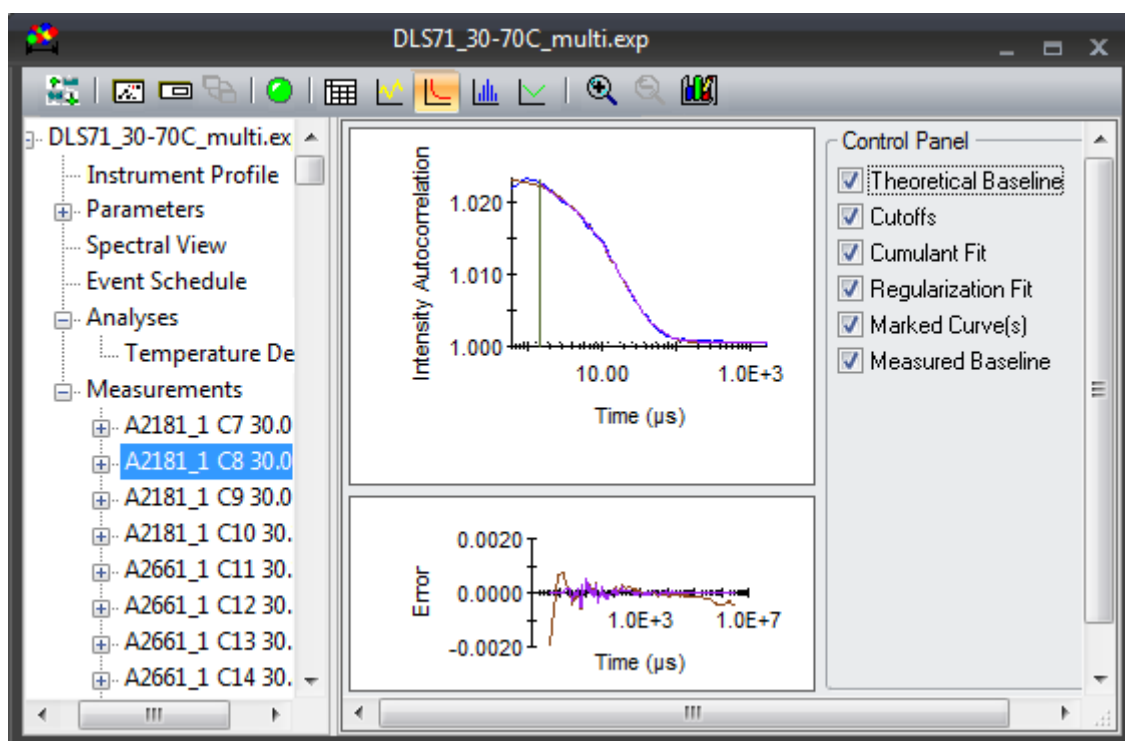 DLS71_30-70C_multi.exp
DLS71_30-70C_multi.ex
Instrument Profile
Parameters
Spectral View
Event Schedule
Analyses
Temperature De
Measurements
A2181_1 C7 30.0
A2181_1 C8 30.0
A2181_1 C9 30.0
A2181_1 C10 30.
A2661_1 C11 30.
A2661_1 C12 30.
A2661_1 C13 30.
A2661_1 C14 30.
Intensity Autocorrelation
1.020
1.010
1.000
10.00 1.0E+3
Time (µs)
Error
0.0020
0.0000
-0.0020
1.0E+3 1.0E+7
Time (µs)
Control Panel
Theoretical Baseline
Cutoffs
Cumulant Fit
Regularization Fit
Marked Curve(s)
Measured Baseline